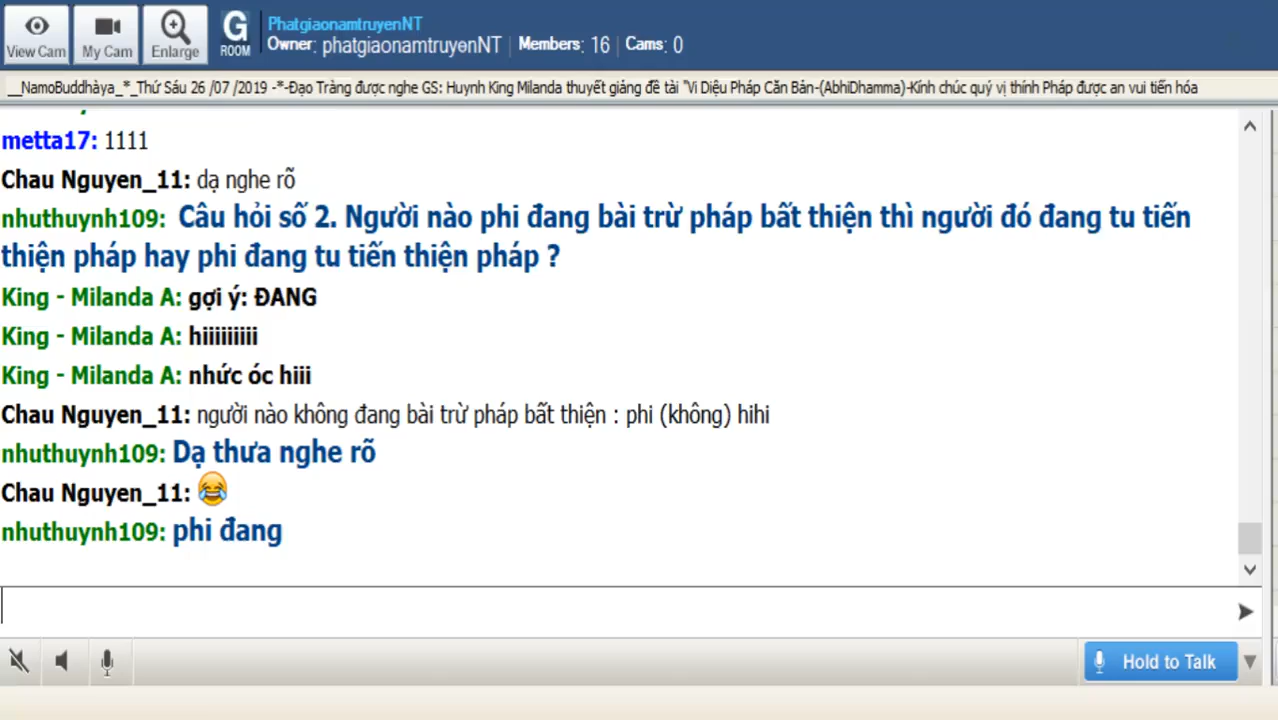 View Cam
My Cam
Enlarge
G
ROOM
PhatgiaonamtruyenNT
Owner: phatgiaonamtruyenNT | Members: 16 | Cams: 0
__NamoBuddhàya_*_Thứ Sáu 26 /07 /2019 -*-Đạo Tràng được nghe GS: Huynh King Milanda thuyết giảng đề tài "Vi Diệu Pháp Căn Bản-(AbhiDhamma)-Kính chúc quý vị thính Pháp được an vui tiến hóa
metta17: 1111
Chau Nguyen_11: dạ nghe rõ
nhuthuynh109: Câu hỏi số 2. Người nào phi đang bài trừ pháp bất thiện thì người đó đang tu tiến
thiện pháp hay phi đang tu tiến thiện pháp ?
King - Milanda A: gợi ý: ĐANG
King - Milanda A: hiiiiiiiii
King - Milanda A: nhức óc hiii
Chau Nguyen_11: người nào không đang bài trừ pháp bất thiện : phi (không) hihi
nhuthuynh109: Dạ thưa nghe rõ
Chau Nguyen_11: 😂
nhuthuynh109: phi đang
Hold to Talk